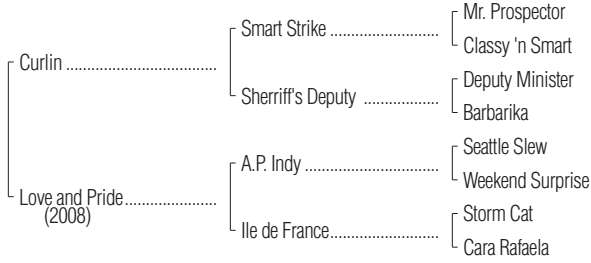 Mr. Prospector
Smart Strike ..........................
Classy 'n Smart
Curlin ....................................
Deputy Minister
Sherriff's Deputy ..................
Barbarika
Seattle Slew
A.P. Indy ................................
Weekend Surprise
Love and Pride......................
(2008)
Storm Cat
Ile de France..........................
Cara Rafaela